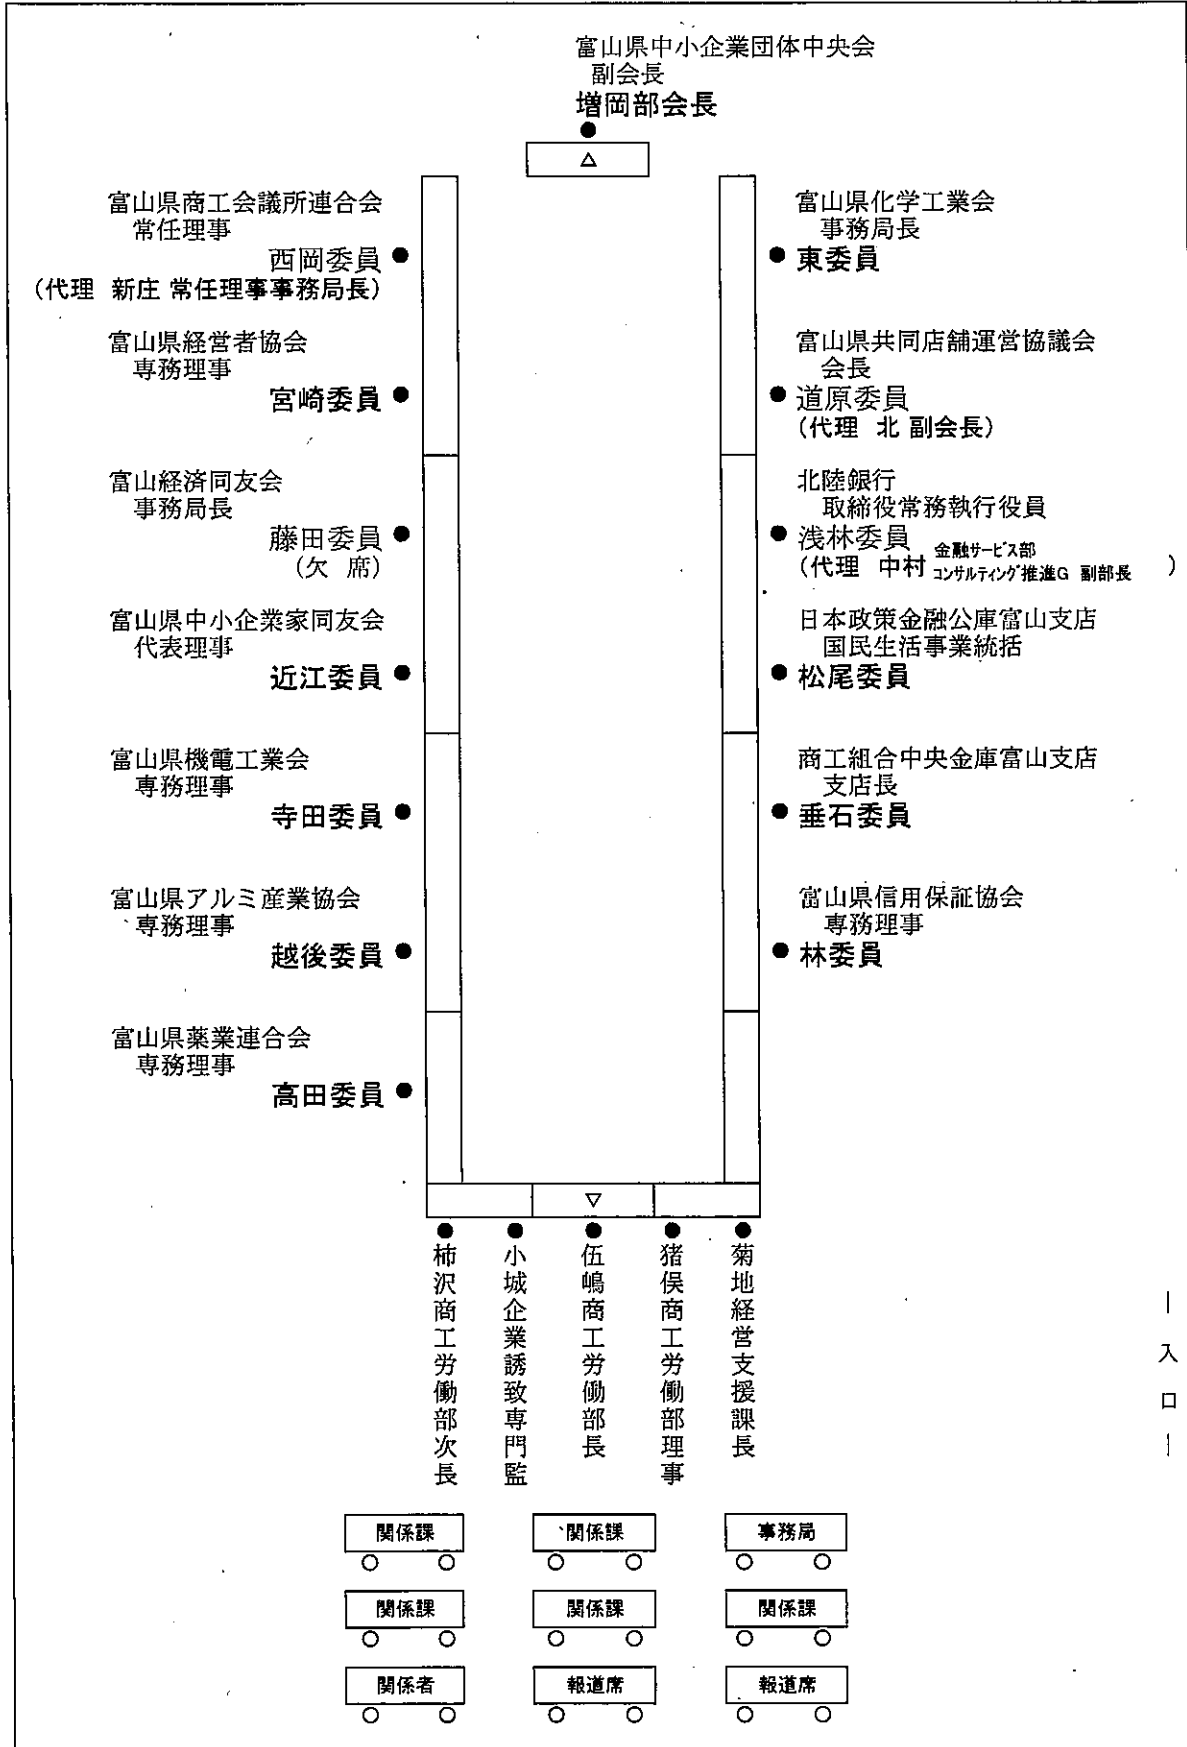 富山県中小企業団体中央会
副会長
増岡部会長
△
富山県商工会議所連合会
常任理事
西岡委員
(代理 新庄 常任理事事務局長)
富山県経営者協会
専務理事
宮崎委員
富山経済同友会
事務局長
藤田委員
(欠 席)
富山県中小企業家同友会
代表理事
近江委員
富山県機電工業会
専務理事
寺田委員
富山県アルミ産業協会
専務理事
越後委員
富山県薬業連合会
専務理事
高田委員
富山県化学工業会
事務局長
東委員
富山県共同店舗運営協議会
会長
道原委員
(代理 北 副会長)
北陸銀行
取締役常務執行役員
浅林委員
(代理 中村 金融サービス部 コンサルティング推進G 副部長 )
日本政策金融公庫富山支店
国民生活事業統括
松尾委員
商工組合中央金庫富山支店
支店長
垂石委員
富山県信用保証協会
専務理事
林委員
▽
柿沢商工労働部次長
小城企業誘致専門監
伍嶋商工労働部長
猪俣商工労働部理事
菊地経営支援課長
ー入口ー
関係課 関係課 事務局
関係課 関係課 関係課
関係者 報道席 報道席